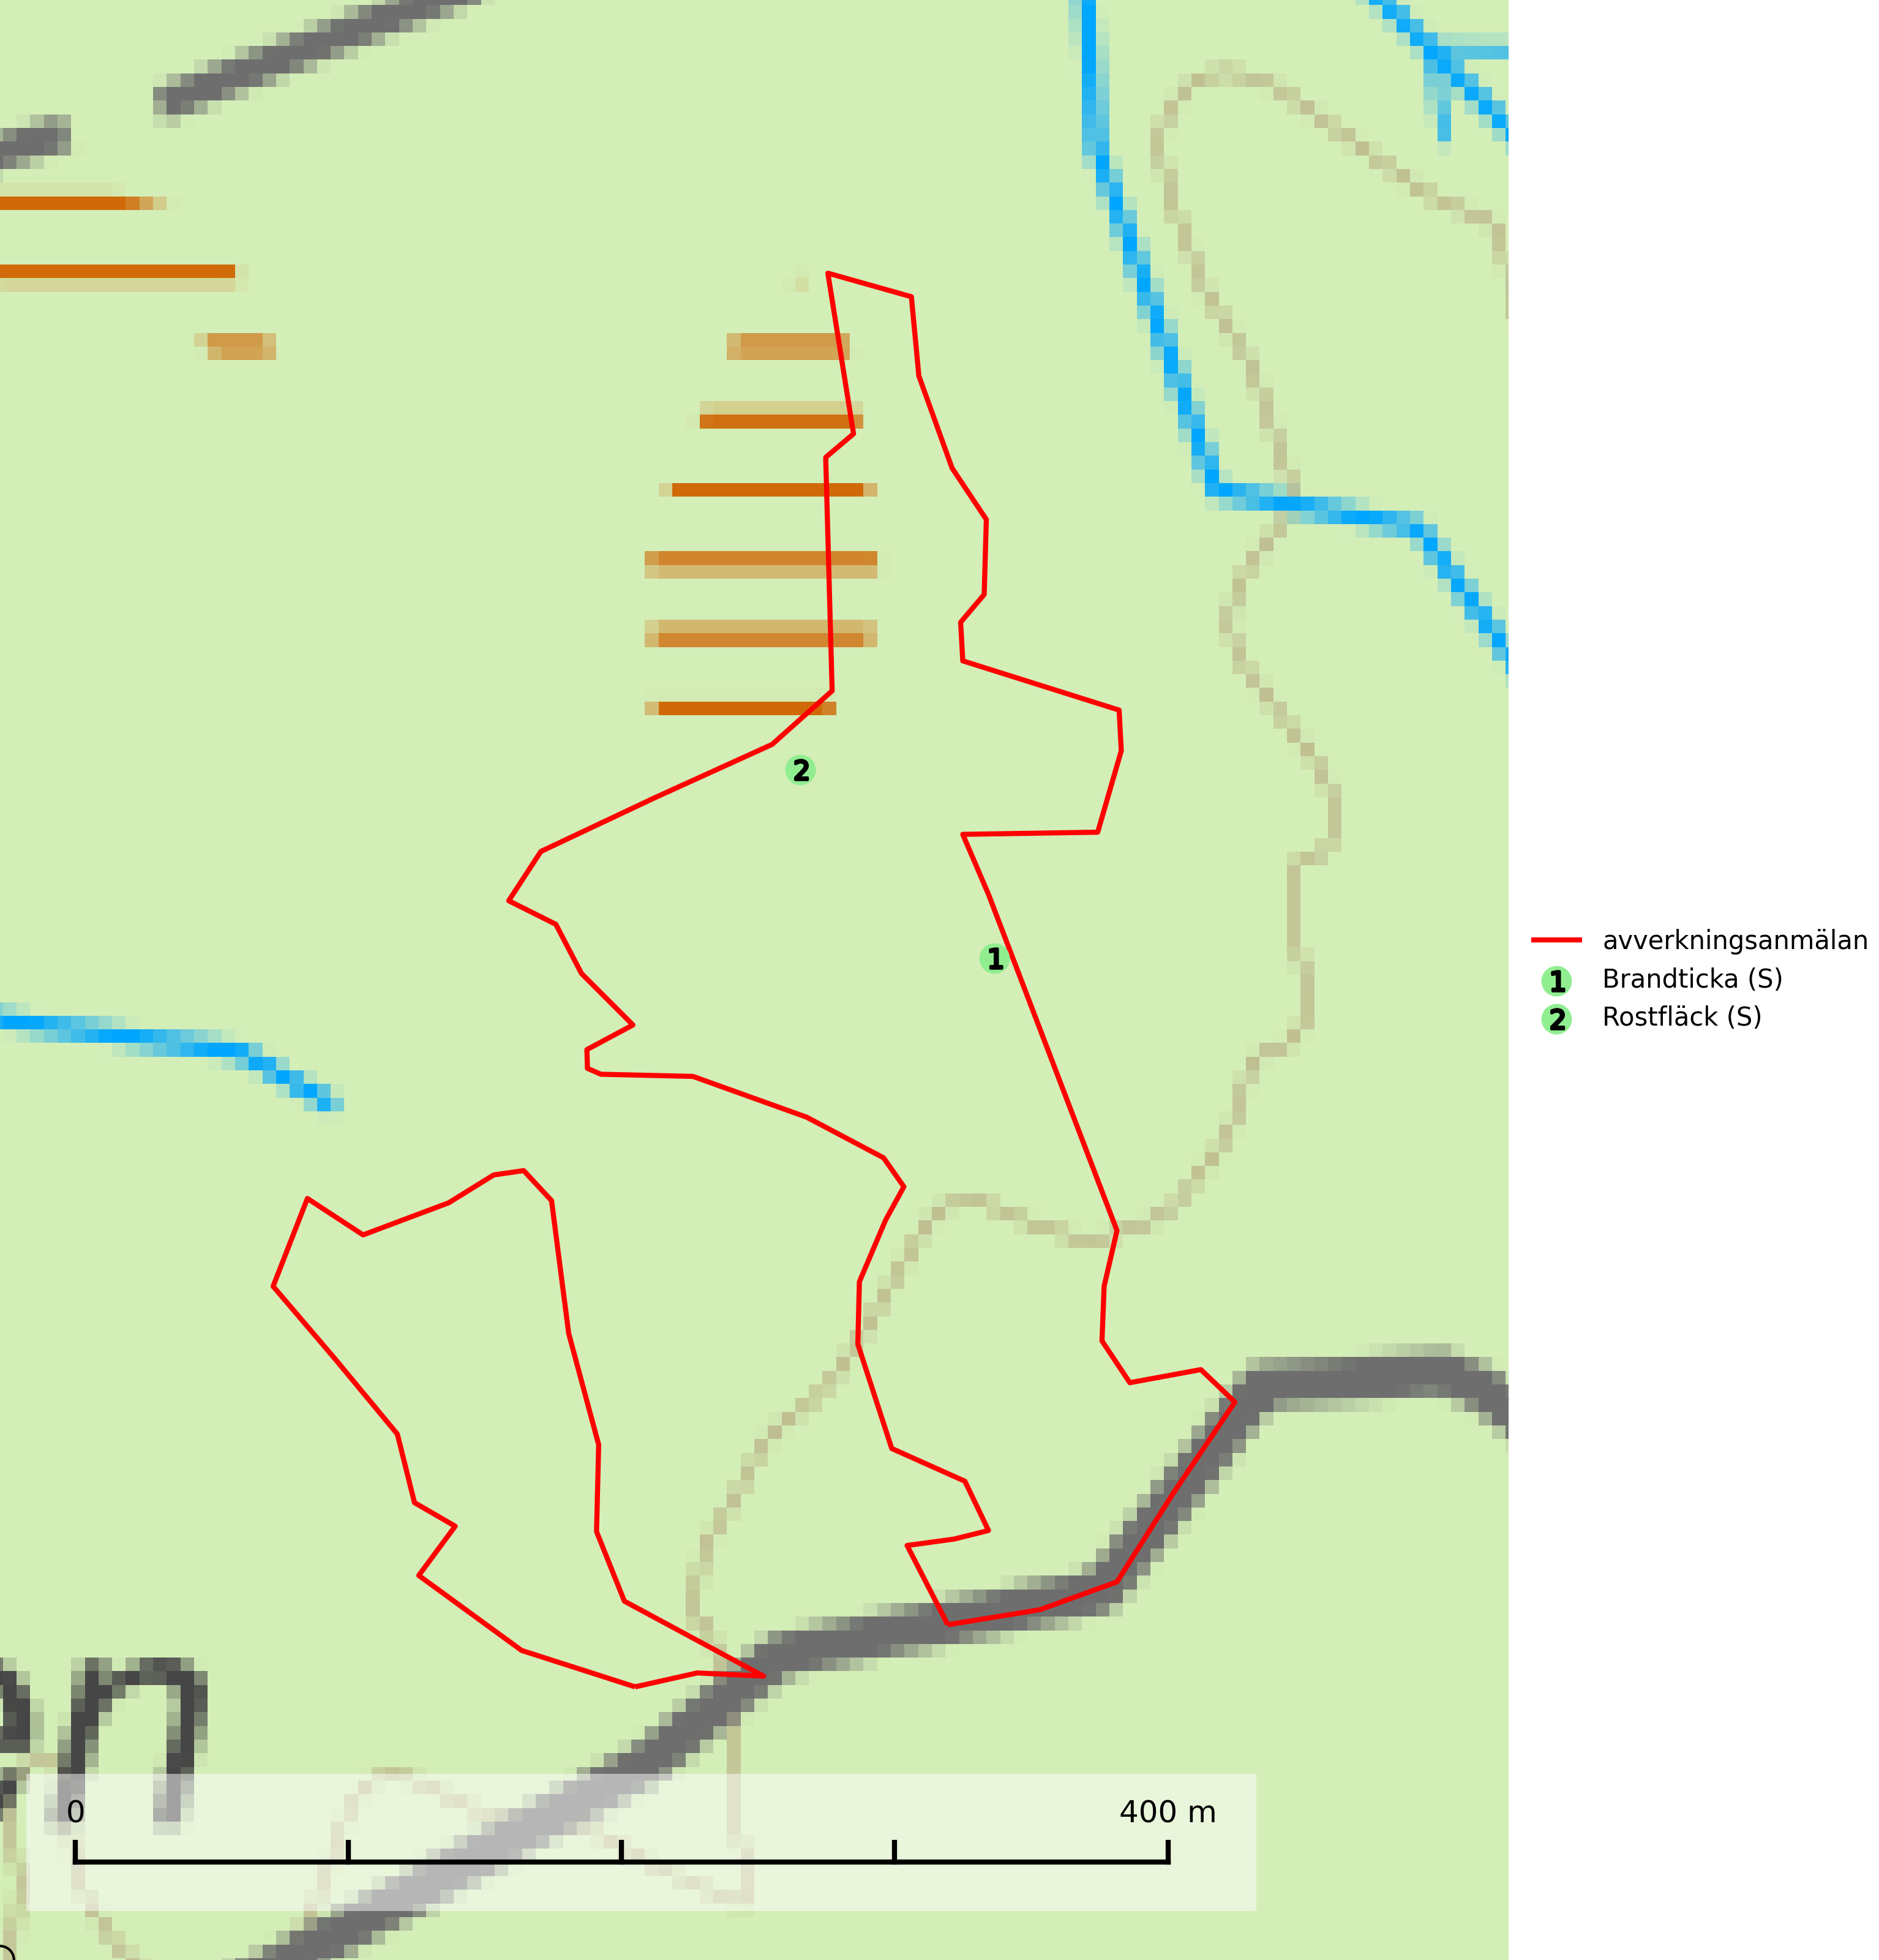 2
1
avverkningsanmälan
1 Brandticka (S)
2 Rostfläck (S)
n
0 400 m